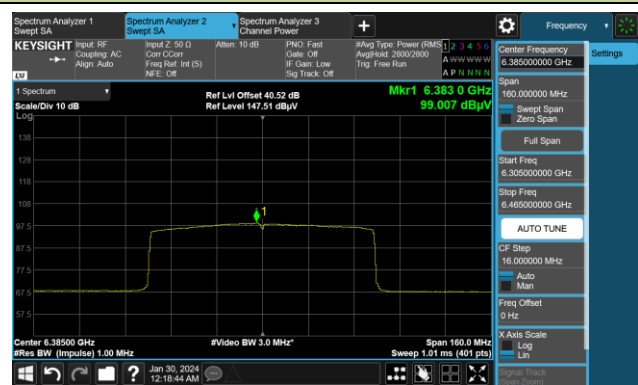 Spectrum Analyzer 1
Swept SA
Spectrum Analyzer 2
Swept SA
Spectrum Analyzer 3
Channel Power
Frequency
KEYSIGHT
Input: RF
Coupling: AC
Align: Auto
Input Z: 50 Ω
Corr CCorr
Freq Ref: Int (S)
NFE: Off
Atten: 10 dB
PNO: Fast
Gate: Off
IF Gain: Low
Sig Track: Off
#Avg Type: Power (RMS
Avg|Hold: 2800/2800
Trig: Free Run
1 2 3 4 5 6
A W W W W W
A P N N N N
LXI
1 Spectrum
Scale/Div 10 dB
Log
Ref Lvl Offset 40.52 dB
Ref Level 147.51 dBµV
Mkr1 6.383 0 GHz
99.007 dBµV
138
128
118
108
97.5
87.5
77.5
67.5
57.5
1
Center 6.38500 GHz
#Res BW (Impulse) 1.00 MHz
#Video BW 3.0 MHz*
Span 160.0 MHz
Sweep 1.01 ms (401 pts)
Jan 30, 2024
12:18:44 AM
Center Frequency
6.385000000 GHz
Settings
Span
160.000000 MHz
Swept Span
Zero Span
Full Span
Start Freq
6.305000000 GHz
Stop Freq
6.465000000 GHz
AUTO TUNE
CF Step
16.000000 MHz
Auto
Man
Freq Offset
0 Hz
X Axis Scale
Log
Lin
Signal Track
(Span Zoom)